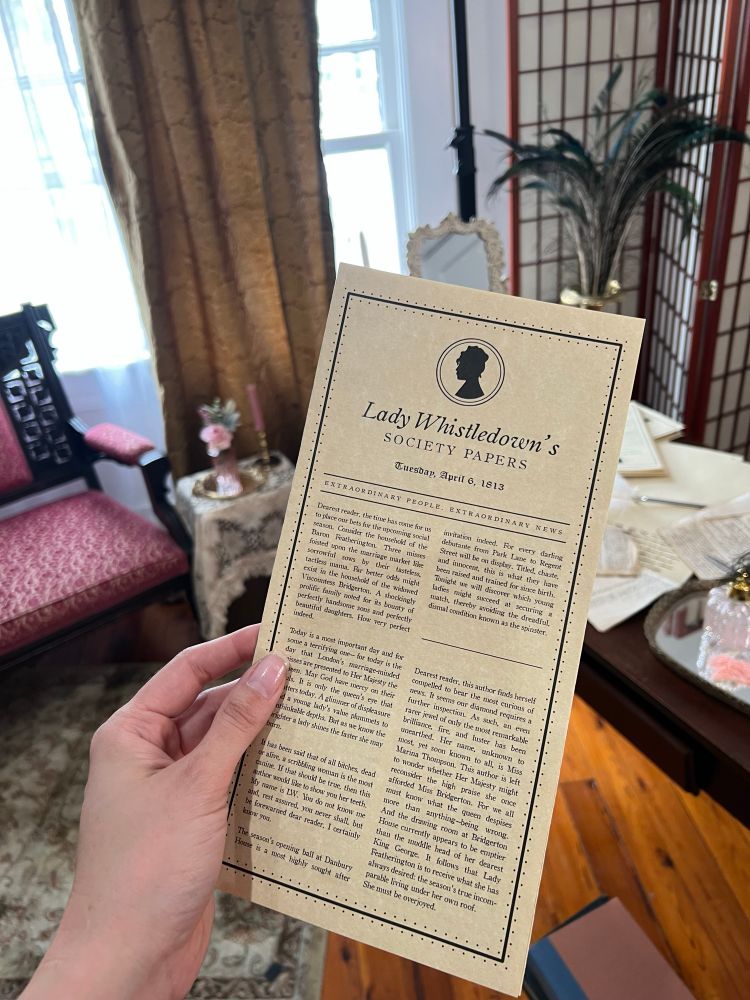 Lady Whistledown's
SOCIETY PAPERS
Tuesday, April 6, 1813
EXTRAORDINARY PEOPLE, EXTRAORDINARY NEWS
Dearest reader, the time has come for us
to place our bets for the upcoming social
season. Consider the household of the
Baron Featherington. Three misses
foisted upon the marriage market like
sorrowful sows by their tasteless,
tactless mama. Far better odds might
exist in the household of the widowed
Viscountess Bridgerton. A shockingly
prolific family noted for its bounty of
perfectly handsome sons and perfectly
beautiful daughters. How very perfect
indeed.
Today is a most important day and for
some a terrifying one— for today is the
day that London's marriage-minded
misses are presented to Her Majesty the
May God have mercy on their
It is only the queen's eye that
today. A glimmer of displeasure
a young lady's value plummets to
depths. But as we know the
a lady shines the faster she may
It has been said that of all bitches, dead
or alive, a scribbling woman is the most
canine. If that should be true, then this
author would like to show you her teeth.
My name is LW. You do not know me
and, rest assured, you never shall, but
be forewarned dear reader, I certainly
know you.
The season's opening ball at Danbury
House is a most highly sought after
invitation indeed. For every darling
debutante from Park Lane to Regent
Street will be on display. Titled, chaste,
and innocent, this is what they have
been raised and trained for since birth.
Tonight we will discover which young
ladies might succeed at securing a
match, thereby avoiding the dreadful,
dismal condition known as the spinster.
Dearest reader, this author finds herself
compelled to bear the most curious of
news. It seems our diamond requires a
further inspection. As such, an even
rarer jewel of only the most remarkable
brilliance, fire, and luster has been
unearthed. Her name, unknown to
most, yet soon known to all, is Miss
Marina Thompson. This author is left
to wonder whether Her Majesty might
reconsider the high praise she once
afforded Miss Bridgerton. For we all
must know what the queen despises
more than anything—being wrong.
And the drawing room at Bridgerton
House currently appears to be emptier
than the muddle head of her dearest
King George. It follows that Lady
Featherington is to receive what she has
always desired: the season's true incom-
parable living under her own roof.
She must be overjoyed.